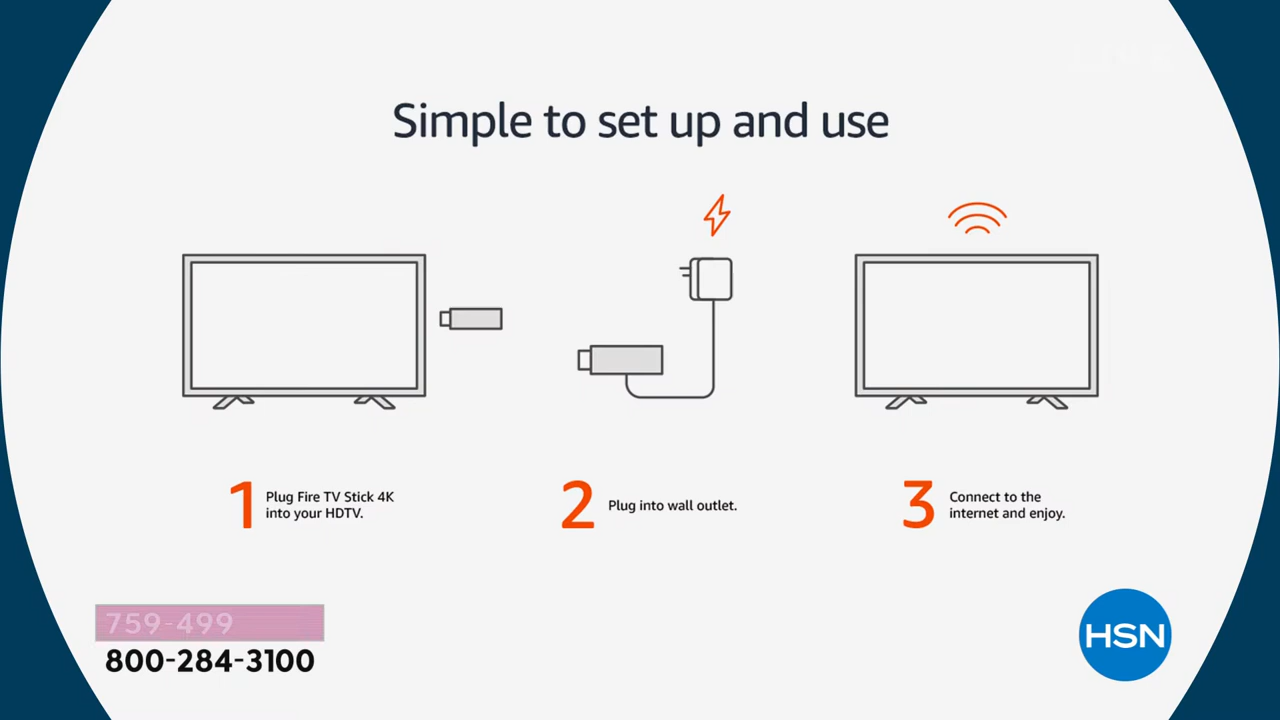 Simple to set up and use
1 Plug Fire TV Stick 4K
into your HDTV.
2 Plug into wall outlet.
3 Connect to the
internet and enjoy.
759-499
800-284-3100
HSN